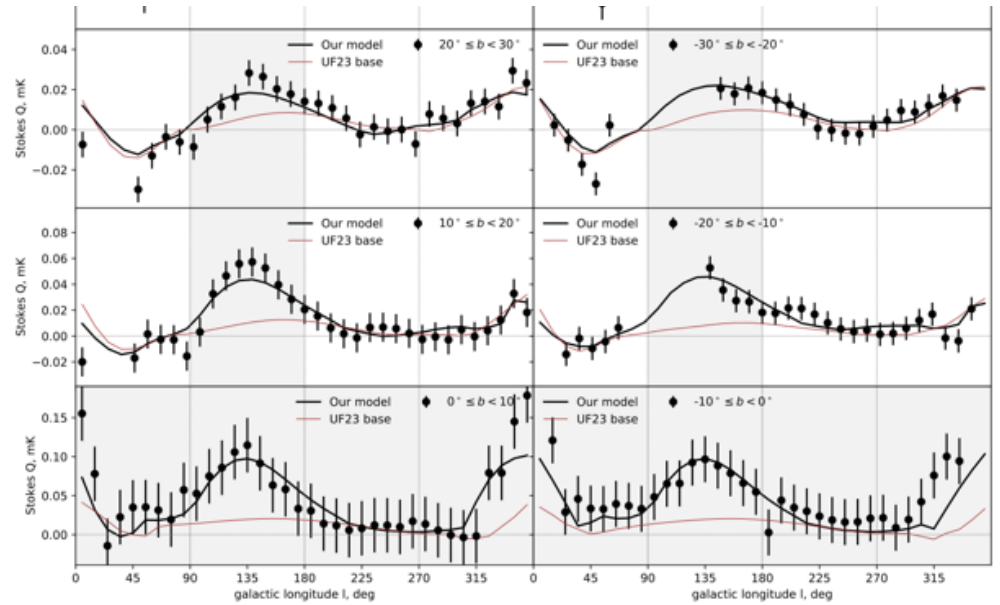 Our model 20° ≤ b < 30°
UF23 base
0.04
0.02
0.00
−0.02
Stokes Q, mK
Our model -30° ≤ b < -20°
UF23 base
Our model 10° ≤ b < 20°
UF23 base
0.08
0.06
0.04
0.02
0.00
−0.02
Stokes Q, mK
Our model -20° ≤ b < -10°
UF23 base
Our model 0° ≤ b < 10°
UF23 base
0.15
0.10
0.05
0.00
Stokes Q, mK
Our model -10° ≤ b < 0°
UF23 base
0 45 90 135 180 225 270 315 0 45 90 135 180 225 270 315
galactic longitude l, deg galactic longitude l, deg